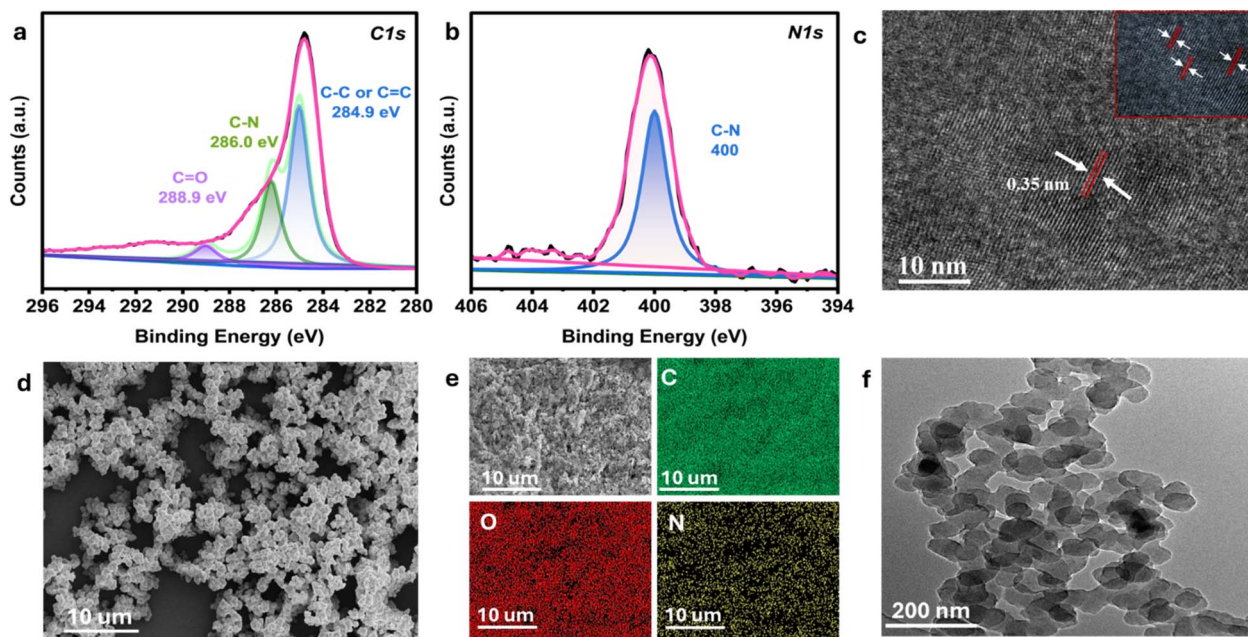 a
C1s
C-C or C=C
284.9 eV
C-N
286.0 eV
C=O
288.9 eV
Counts (a.u.)
296 294 292 290 288 286 284 282 280
Binding Energy (eV)
b
N1s
C-N
400
Counts (a.u.)
406 404 402 400 398 396 394
Binding Energy (eV)
c
0.35 nm
10 nm
d
10 um
e
10 um
C
10 um
O
10 um
N
10 um
f
200 nm